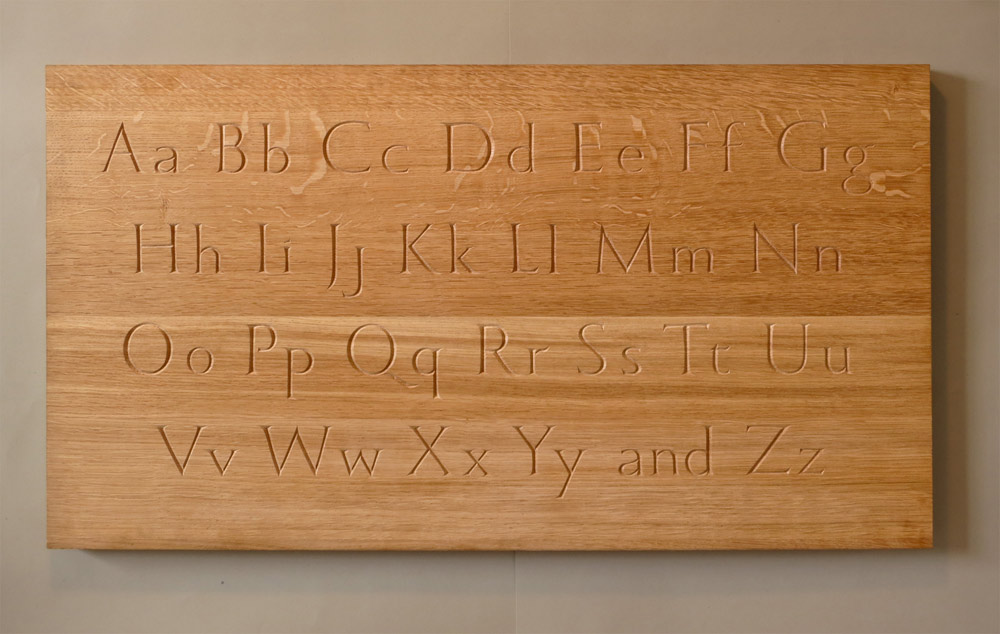 Aa Bb Cc Dd Ee Ff Gg
Hh Ii Jj Kk Ll Mm Nn
Oo Pp Qq Rr Ss Tt Uu
Vv Ww Xx Yy and Zz